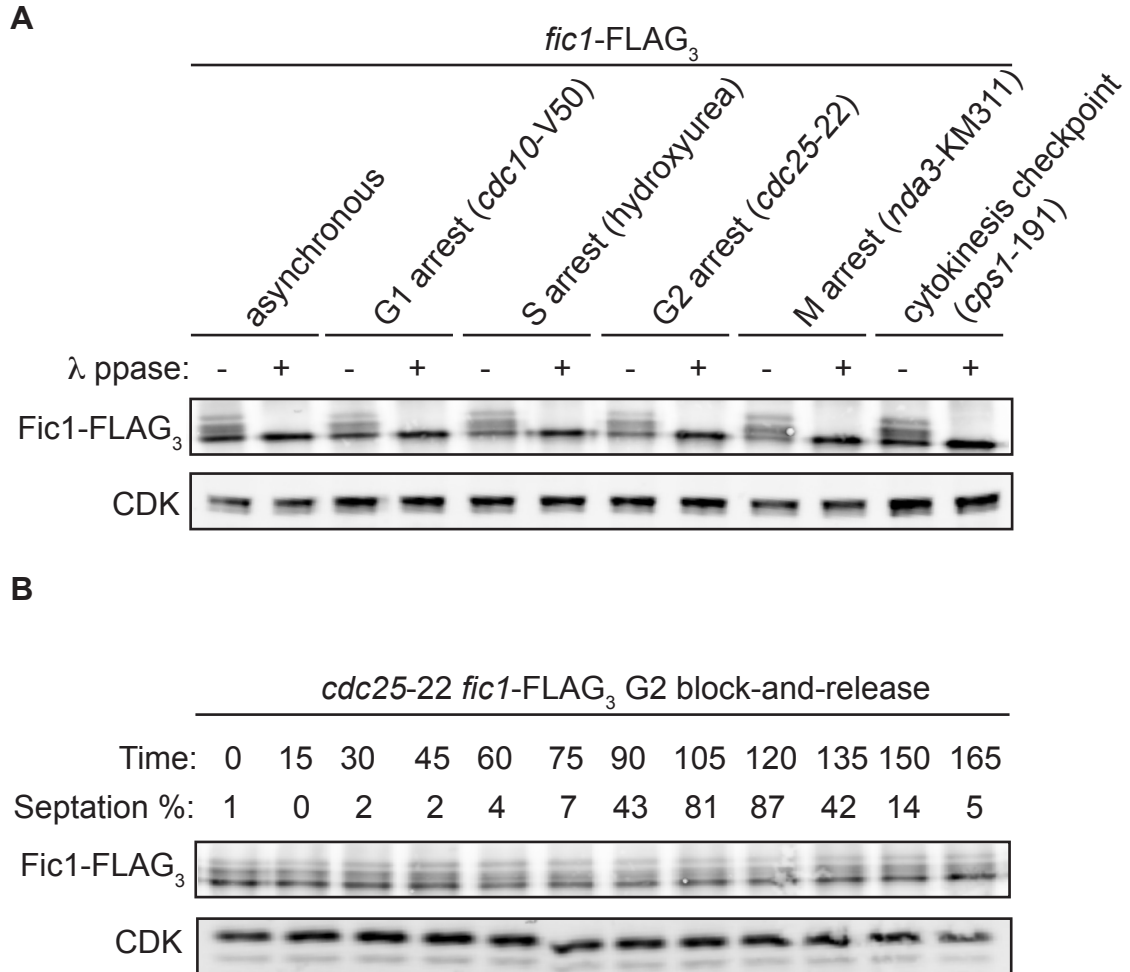 A
fic1-FLAG3
asynchronous
G1 arrest (cdc10-V50)
S arrest (hydroxyurea)
G2 arrest (cdc25-22)
M arrest (nda3-KM311)
cytokinesis checkpoint
(cps1-191)
λ ppase: - + - + - + - + - + - +
Fic1-FLAG3
CDK
B
cdc25-22 fic1-FLAG3 G2 block-and-release
Time: 0 15 30 45 60 75 90 105 120 135 150 165
Septation %: 1 0 2 2 4 7 43 81 87 42 14 5
Fic1-FLAG3
CDK